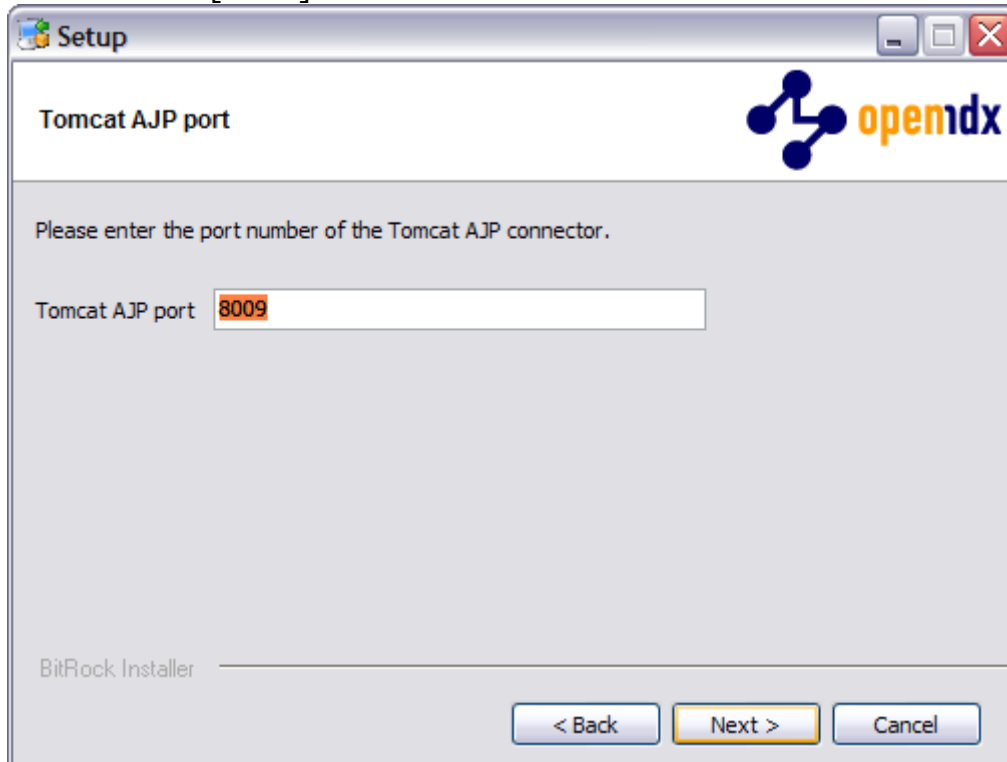 Setup
Tomcat AJP port
openmdx
Please enter the port number of the Tomcat AJP connector.
Tomcat AJP port 8009
BitRock Installer
< Back Next > Cancel